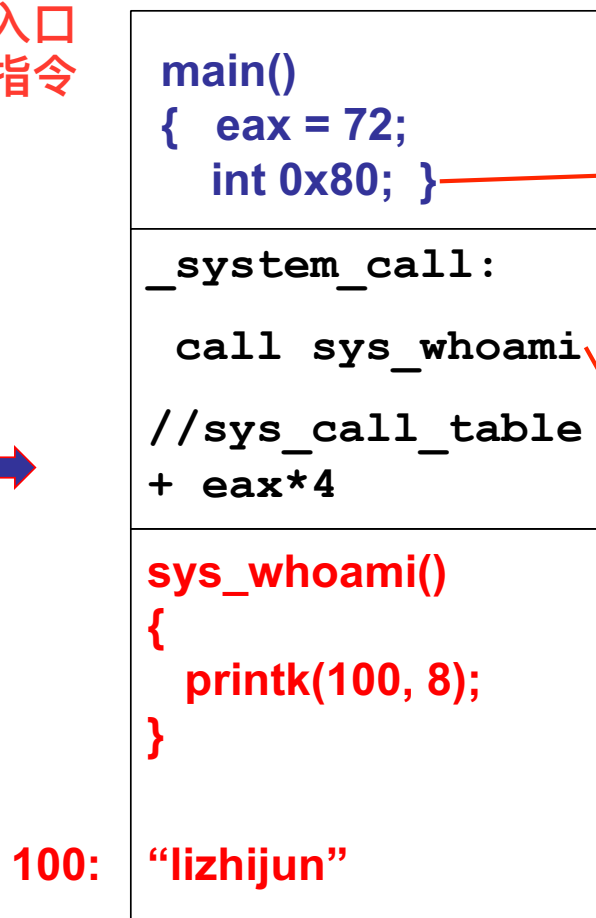 入口
指令
main()
{ eax = 72;
int 0x80; }
_system_call:
call sys_whoami
//sys_call_table
+ eax*4
sys_whoami()
{
printk(100, 8);
}
100: “lizhijun”